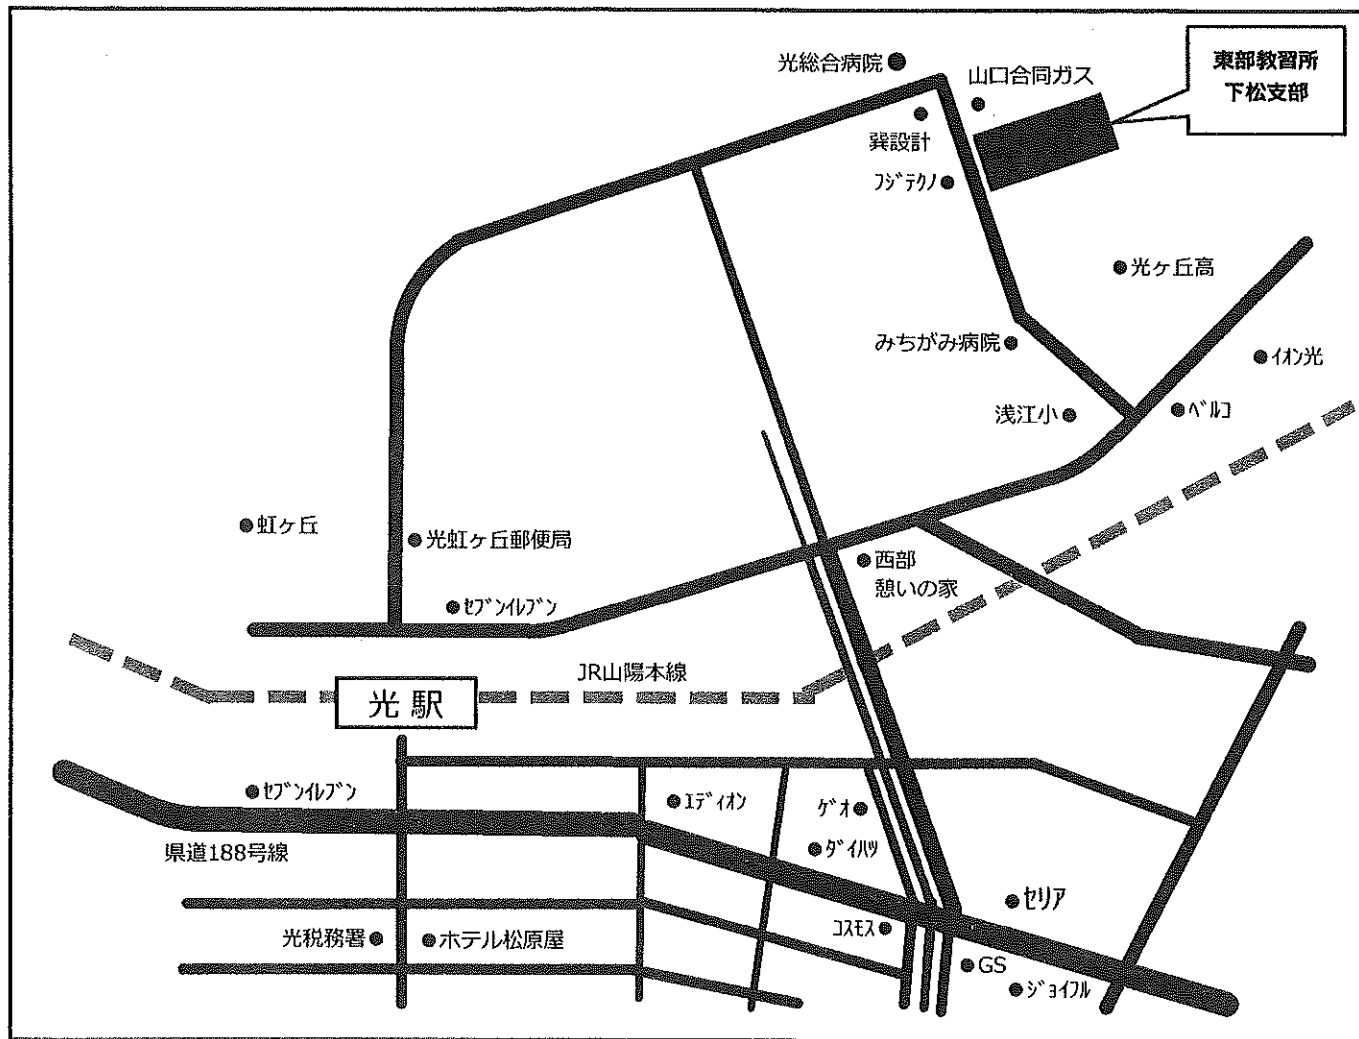 光総合病院
山口合同ガス
東部教習所
下松支部
巽設計
ﾌｼﾞﾃｸﾉ
光ヶ丘高
みちがみ病院
ｲｵﾝ光
浅江小
ﾍﾞﾙｺ
虹ヶ丘
光虹ヶ丘郵便局
西部
憩いの家
ｾﾌﾞﾝｲﾚﾌﾞﾝ
JR山陽本線
光駅
ｾﾌﾞﾝｲﾚﾌﾞﾝ
ｴﾃﾞｨｵﾝ
ｹﾞｵ
県道188号線
ﾀﾞｲﾊﾂ
セリア
ｺｽﾓｽ
光税務署
ホテル松原屋
GS
ｼﾞｮｲﾌﾙ